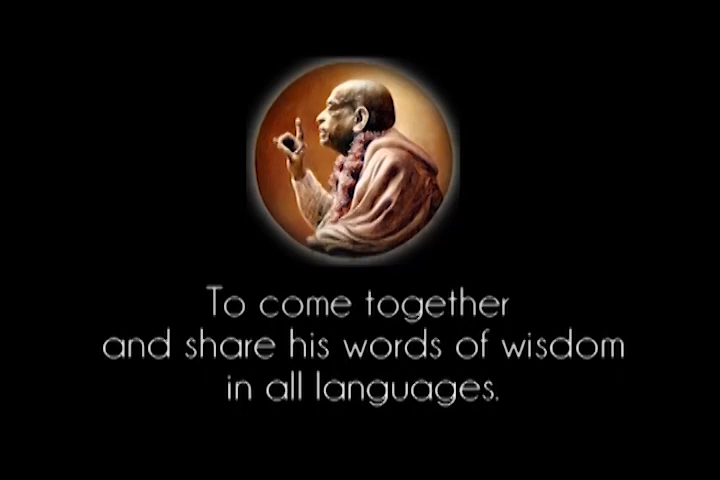 To come together
and share his words of wisdom
in all languages.